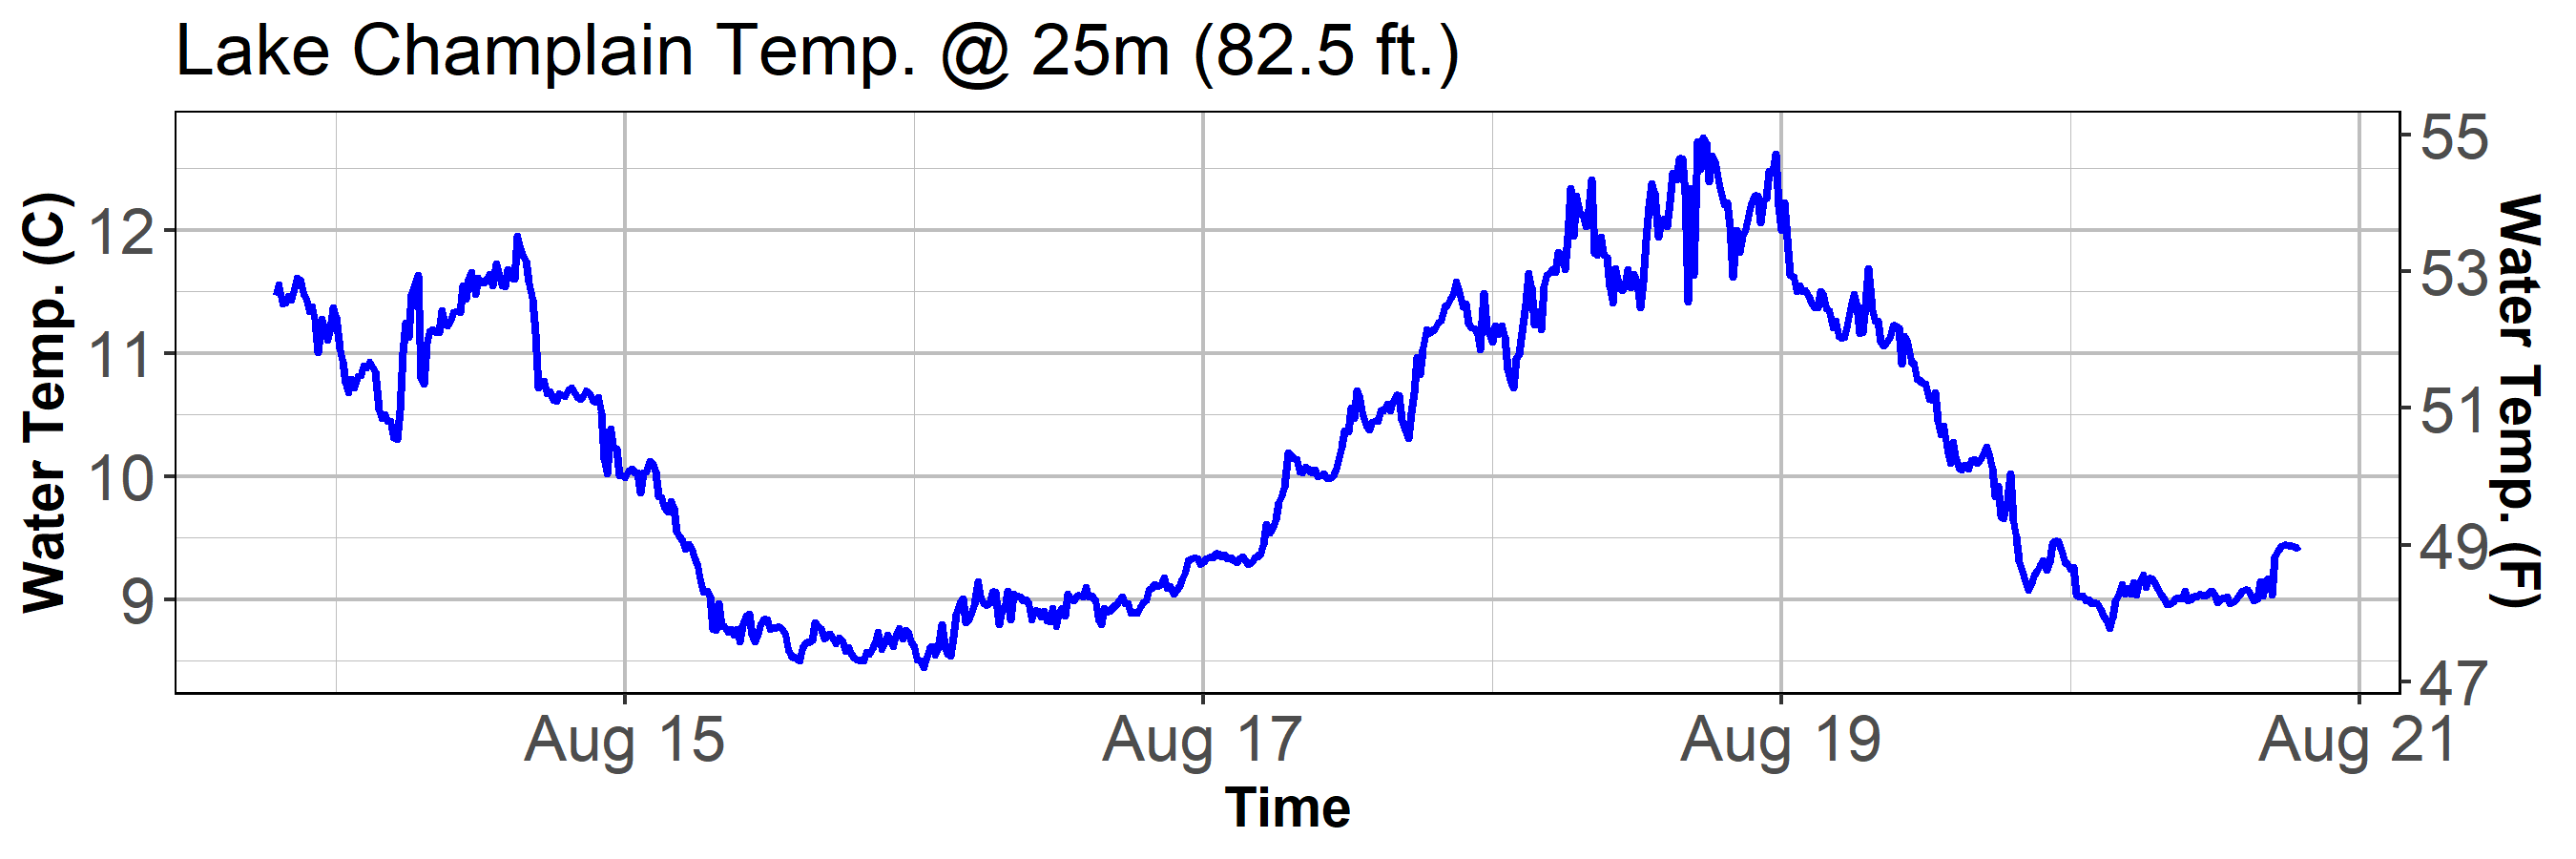 Lake Champlain Temp. @ 25m (82.5 ft.)
Water Temp. (C)
12
11
10
9
55
53
51
49
47
Water Temp. (F)
Aug 15 Aug 17 Aug 19 Aug 21
Time